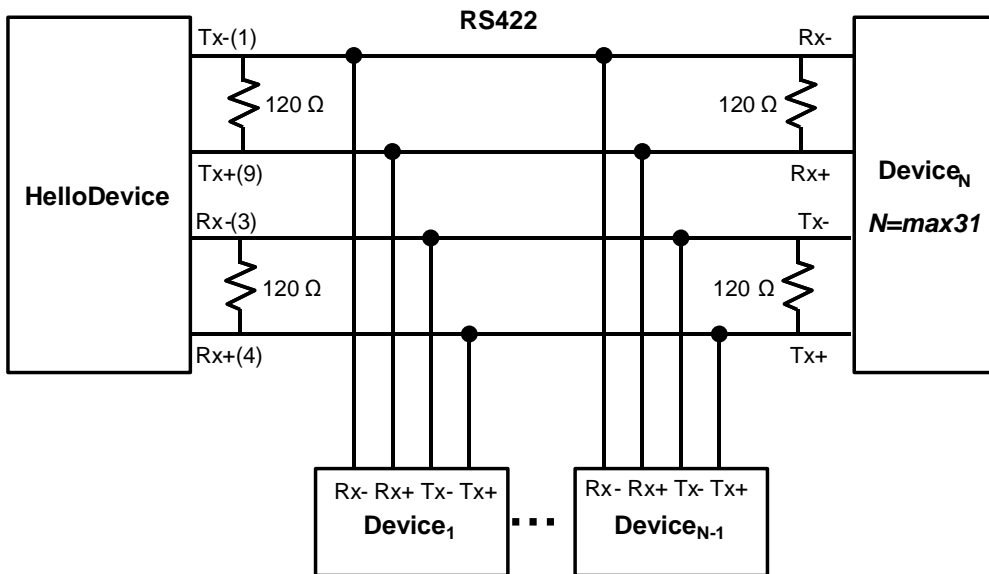 RS422
Tx-(1)
Rx-
120 Ω
120 Ω
Tx+(9)
Rx+
HelloDevice
DeviceN
N=max31
Rx-(3)
Tx-
120 Ω
120 Ω
Rx+(4)
Tx+
Rx- Rx+ Tx- Tx+
Device1
...
Rx- Rx+ Tx- Tx+
DeviceN-1